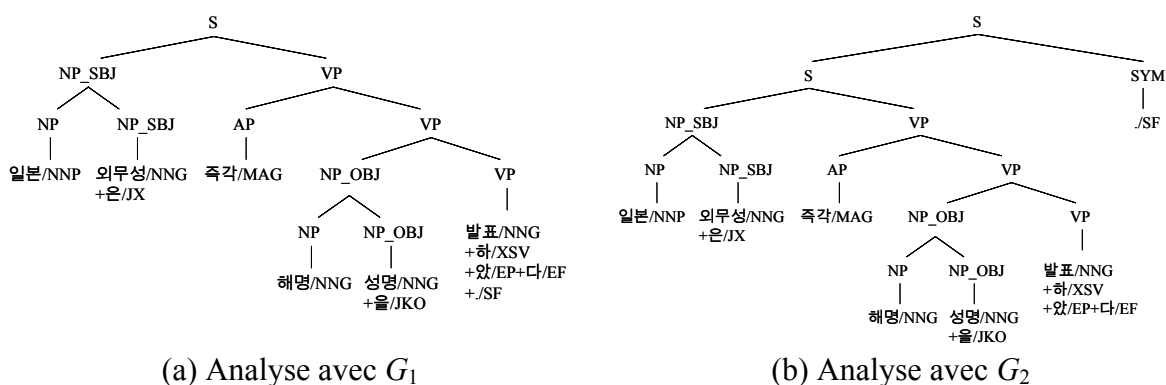 S
NP_SBJ VP
NP NP_SBJ AP VP
일본/NNP 외무성/NNG 즉각/MAG NP_OBJ VP
+은/JX
NP NP_OBJ 발표/NNG
+하/XSV
해명/NNG 성명/NNG +았/EP+다/EF
+을/JKO +./SF
(a) Analyse avec G1
S
S SYM
NP_SBJ VP ./SF
NP NP_SBJ AP VP
일본/NNP 외무성/NNG 즉각/MAG NP_OBJ VP
+은/JX
NP NP_OBJ 발표/NNG
+하/XSV
해명/NNG 성명/NNG +았/EP+다/EF
+을/JKO
(b) Analyse avec G2